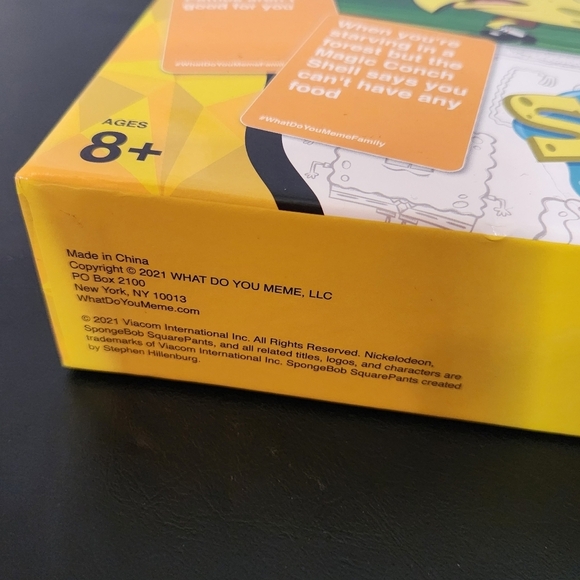 good for you
#WhatDoYouMemeFamily
When you're
starving in a
forest but the
Magic Conch
Shell says you
can't have any
food
#WhatDoYouMemeFamily
AGES
8+
Made in China
Copyright © 2021 WHAT DO YOU MEME, LLC
PO Box 2100
New York, NY 10013
WhatDoYouMeme.com
© 2021 Viacom International Inc. All Rights Reserved. Nickelodeon,
SpongeBob SquarePants, and all related titles, logos, and characters are
trademarks of Viacom International Inc. SpongeBob SquarePants created
by Stephen Hillenburg.